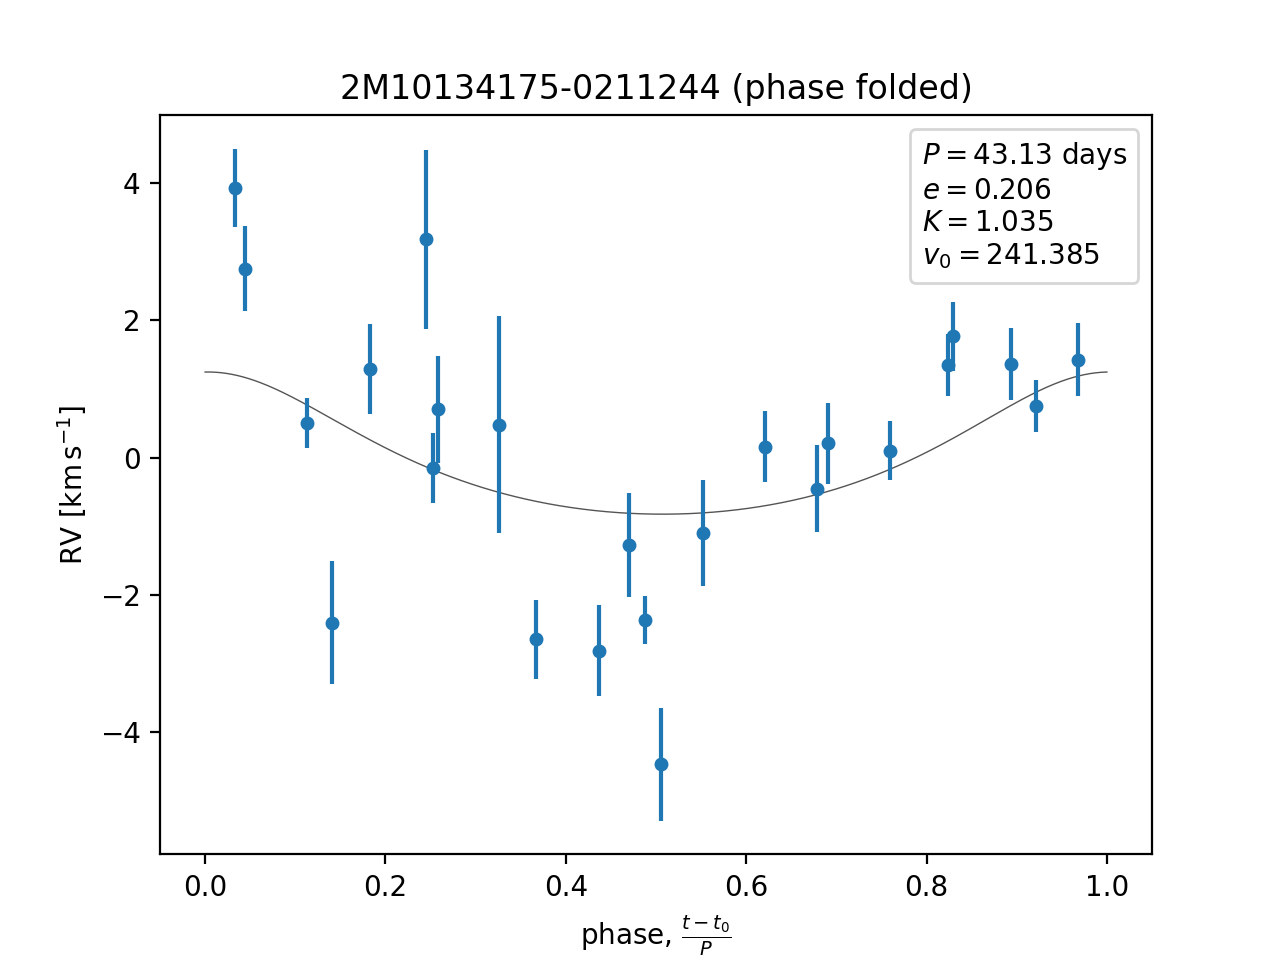 2M10134175-0211244 (phase folded)
P = 43.13 days
e = 0.206
K = 1.035
v₀ = 241.385
4
2
0
−2
−4
RV [km s⁻¹]
0.0 0.2 0.4 0.6 0.8 1.0
phase, (t − t₀)/P